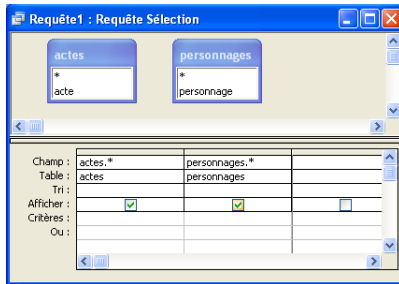 Requête1 : Requête Sélection
actes
*
acte
personnages
*
personnage
Champ : actes.* personnages.*
Table : actes personnages
Tri :
Afficher :
Critères :
Ou :